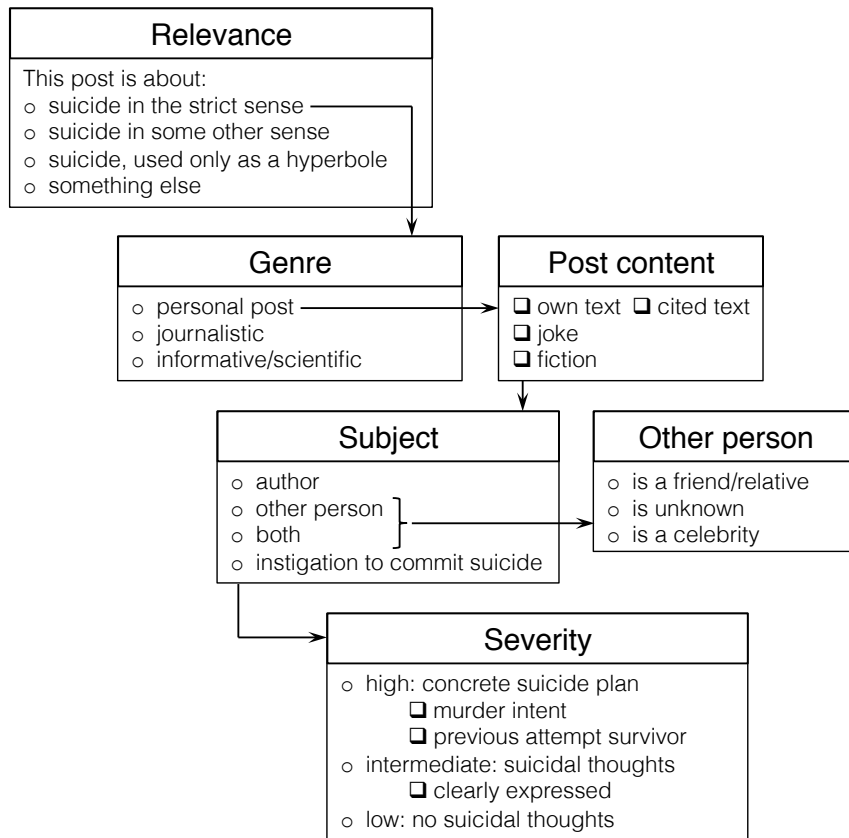 Relevance
This post is about:
suicide in the strict sense
suicide in some other sense
suicide, used only as a hyperbole
something else
Genre
personal post
journalistic
informative/scientific
Post content
own text cited text
joke
fiction
Subject
author
other person
both
instigation to commit suicide
Other person
is a friend/relative
is unknown
is a celebrity
Severity
high: concrete suicide plan
murder intent
previous attempt survivor
intermediate: suicidal thoughts
clearly expressed
low: no suicidal thoughts